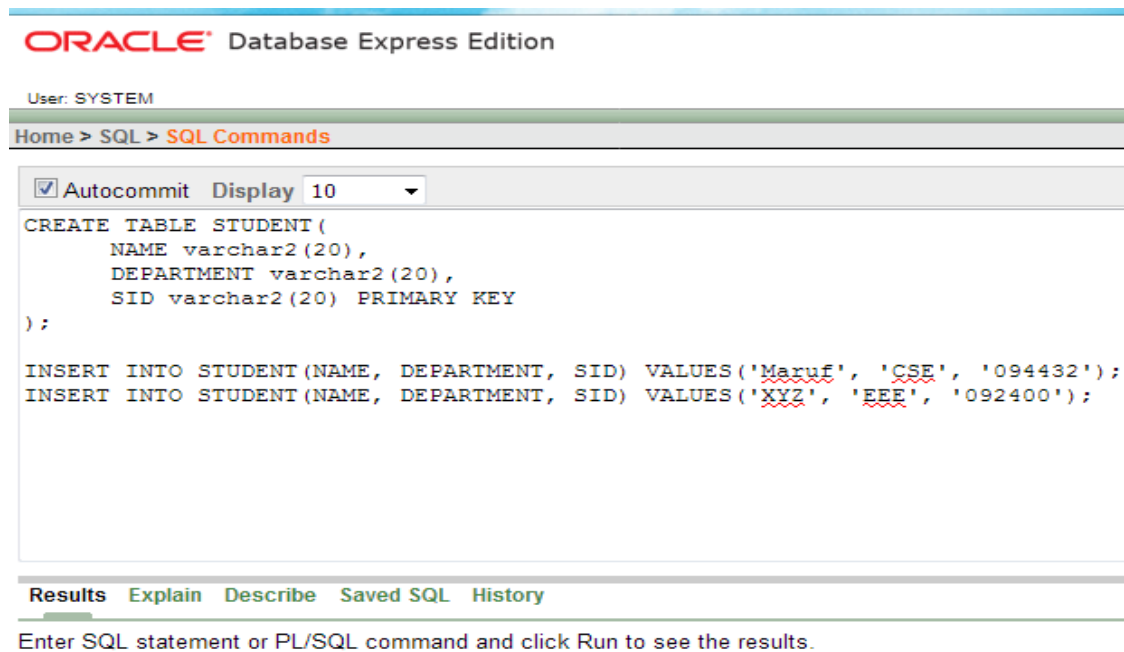 ORACLE Database Express Edition
User: SYSTEM
Home > SQL > SQL Commands
Autocommit Display 10
CREATE TABLE STUDENT(
NAME varchar2(20),
DEPARTMENT varchar2(20),
SID varchar2(20) PRIMARY KEY
);
INSERT INTO STUDENT(NAME, DEPARTMENT, SID) VALUES('Maruf', 'CSE', '094432');
INSERT INTO STUDENT(NAME, DEPARTMENT, SID) VALUES('XYZ', 'EEE', '092400');
Results Explain Describe Saved SQL History
Enter SQL statement or PL/SQL command and click Run to see the results.